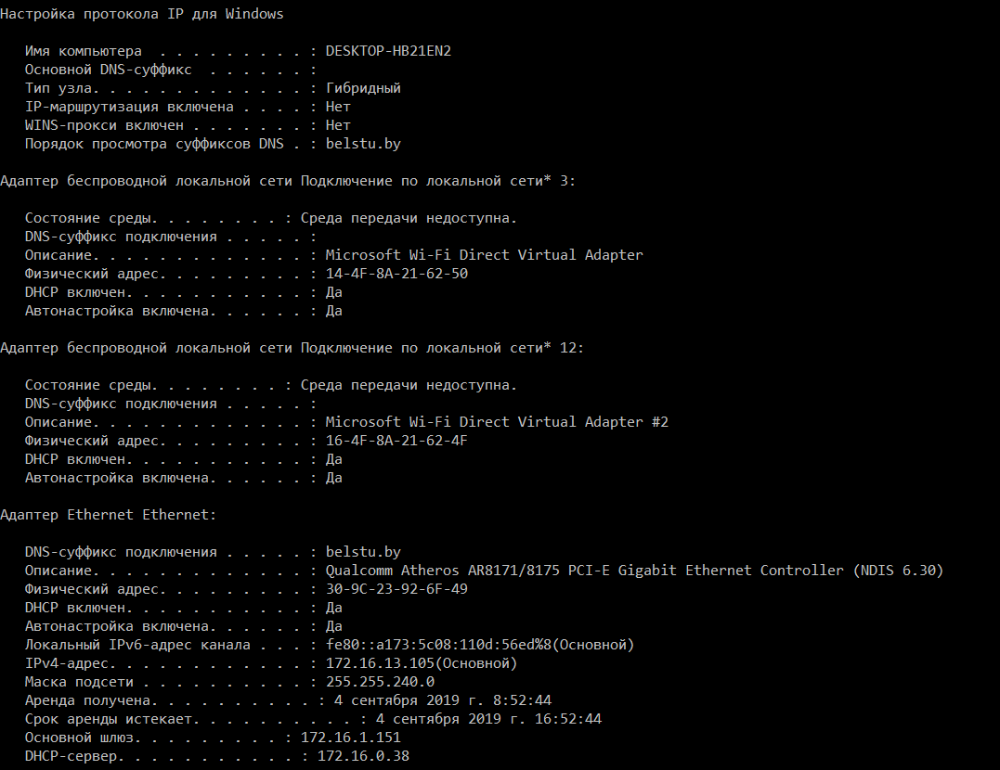 Настройка протокола IP для Windows
Имя компьютера  . . . . . . . . . : DESKTOP-HB21EN2
Основной DNS-суффикс  . . . . . . :
Тип узла. . . . . . . . . . . . . : Гибридный
IP-маршрутизация включена . . . . : Нет
WINS-прокси включен . . . . . . . : Нет
Порядок просмотра суффиксов DNS . : belstu.by
Адаптер беспроводной локальной сети Подключение по локальной сети* 3:
Состояние среды. . . . . . . . : Среда передачи недоступна.
DNS-суффикс подключения . . . . . :
Описание. . . . . . . . . . . . . : Microsoft Wi-Fi Direct Virtual Adapter
Физический адрес. . . . . . . . . : 14-4F-8A-21-62-50
DHCP включен. . . . . . . . . . . : Да
Автонастройка включена. . . . . . : Да
Адаптер беспроводной локальной сети Подключение по локальной сети* 12:
Состояние среды. . . . . . . . : Среда передачи недоступна.
DNS-суффикс подключения . . . . . :
Описание. . . . . . . . . . . . . : Microsoft Wi-Fi Direct Virtual Adapter #2
Физический адрес. . . . . . . . . : 16-4F-8A-21-62-4F
DHCP включен. . . . . . . . . . . : Да
Автонастройка включена. . . . . . : Да
Адаптер Ethernet Ethernet:
DNS-суффикс подключения . . . . . : belstu.by
Описание. . . . . . . . . . . . . : Qualcomm Atheros AR8171/8175 PCI-E Gigabit Ethernet Controller (NDIS 6.30)
Физический адрес. . . . . . . . . : 30-9C-23-92-6F-49
DHCP включен. . . . . . . . . . . : Да
Автонастройка включена. . . . . . : Да
Локальный IPv6-адрес канала . . . : fe80::a173:5c08:110d:56ed%8(Основной)
IPv4-адрес. . . . . . . . . . . . : 172.16.13.105(Основной)
Маска подсети . . . . . . . . . . : 255.255.240.0
Аренда получена. . . . . . . . . . : 4 сентября 2019 г. 8:52:44
Срок аренды истекает. . . . . . . . . . : 4 сентября 2019 г. 16:52:44
Основной шлюз. . . . . . . . . : 172.16.1.151
DHCP-сервер. . . . . . . . . . . : 172.16.0.38